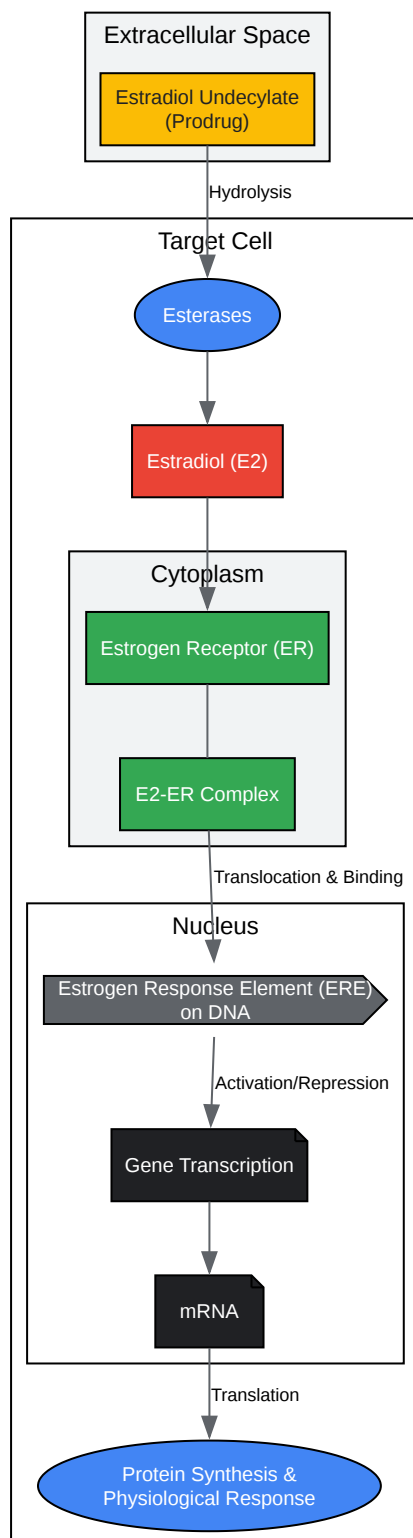 Extracellular Space
Estradiol Undecylate
(Prodrug)
Hydrolysis
Target Cell
Esterases
Estradiol (E2)
Cytoplasm
Estrogen Receptor (ER)
E2-ER Complex
Translocation & Binding
Nucleus
Estrogen Response Element (ERE)
on DNA
Activation/Repression
Gene Transcription
mRNA
Translation
Protein Synthesis &
Physiological Response